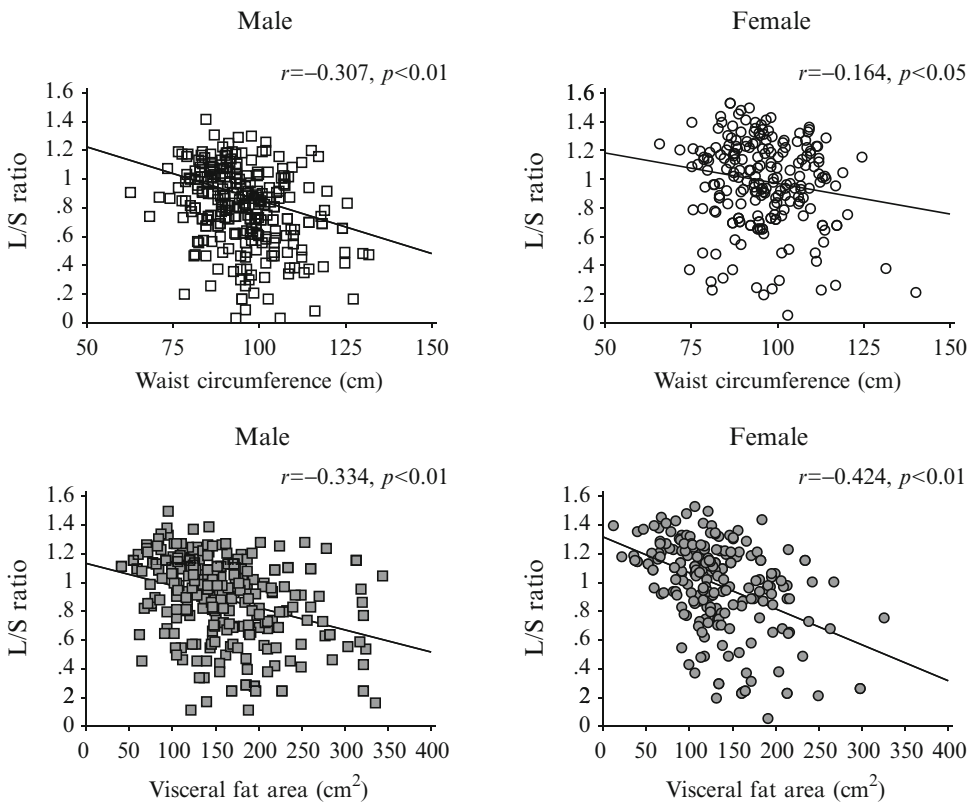 Male
r=–0.307, p<0.01
1.6
1.4
1.2
1
.8
.6
.4
.2
0
L/S ratio
50 75 100 125 150
Waist circumference (cm)
Female
r=–0.164, p<0.05
1.6
1.4
1.2
1
.8
.6
.4
.2
0
L/S ratio
50 75 100 125 150
Waist circumference (cm)
Male
r=–0.334, p<0.01
1.6
1.4
1.2
1
.8
.6
.4
.2
0
L/S ratio
0 50 100 150 200 250 300 350 400
Visceral fat area (cm²)
Female
r=–0.424, p<0.01
1.6
1.4
1.2
1
.8
.6
.4
.2
0
L/S ratio
0 50 100 150 200 250 300 350 400
Visceral fat area (cm²)